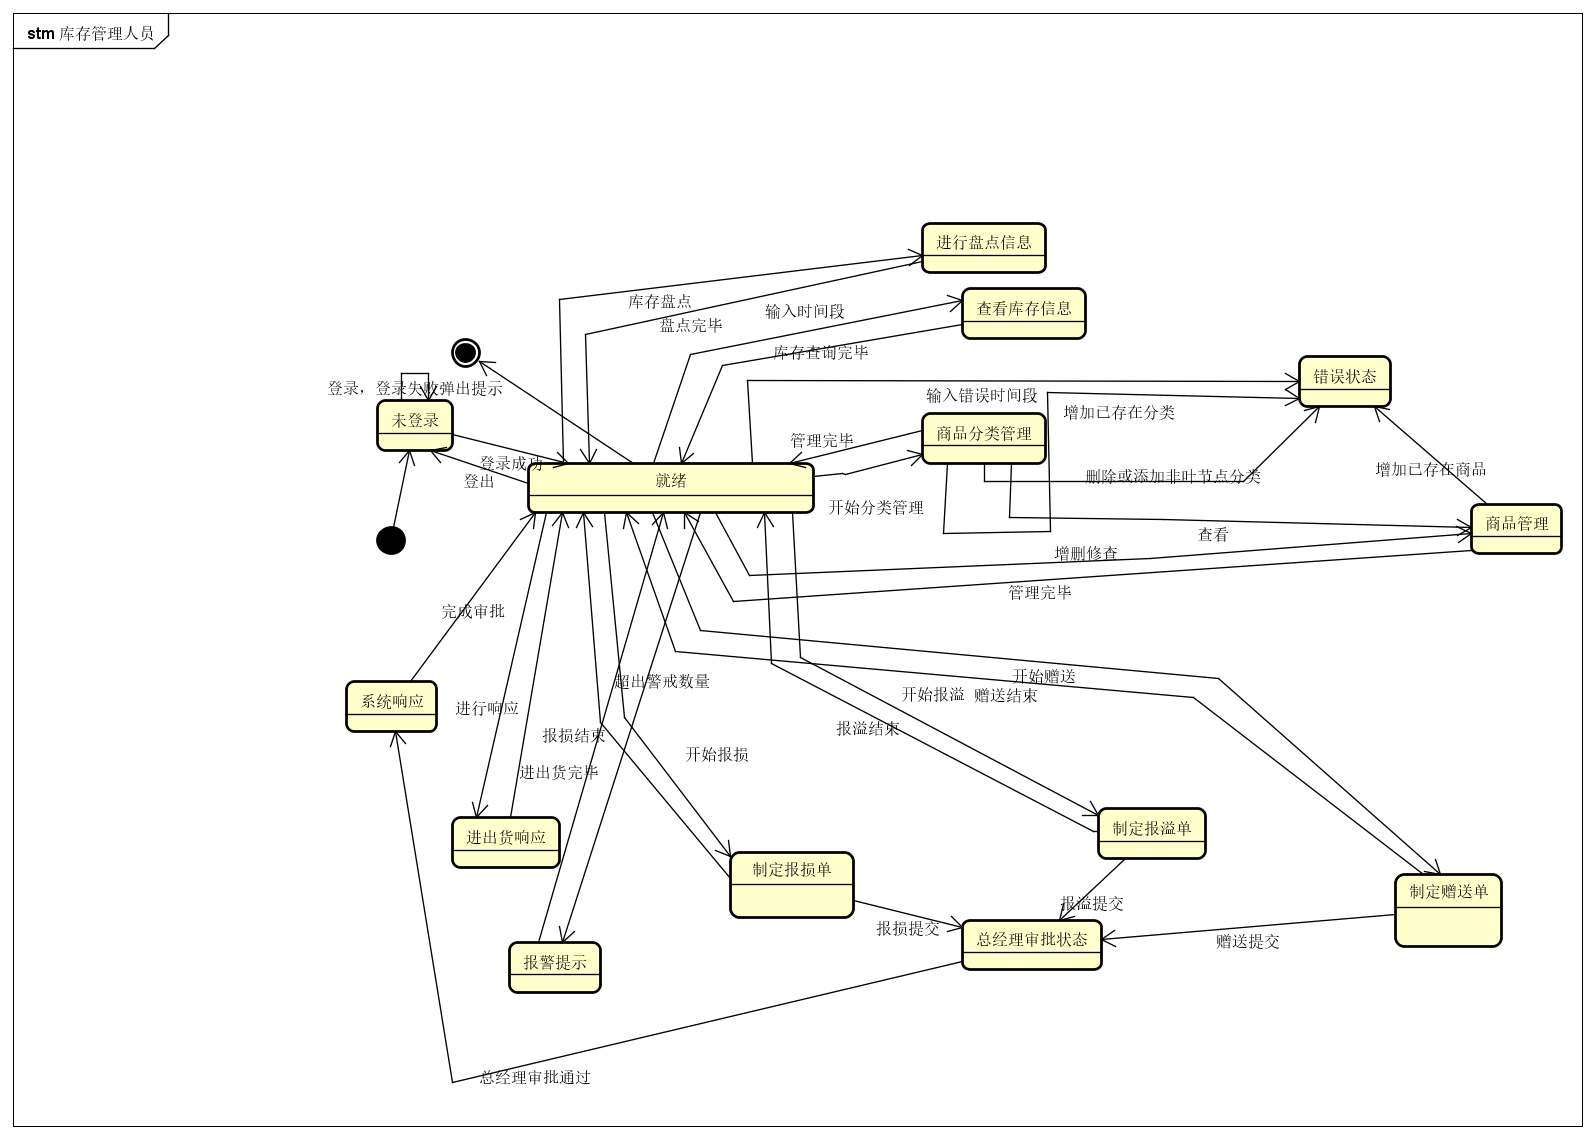 stm 库存管理人员
进行盘点信息
库存盘点
盘点完毕
输入时间段
查看库存信息
库存查询完毕
登录，登录失败弹出提示
未登录
错误状态
输入错误时间段
增加已存在分类
商品分类管理
管理完毕
登录成功
登出
就绪
删除或添加非叶节点分类
增加已存在商品
开始分类管理
商品管理
查看
增删修查
管理完毕
完成审批
超出警戒数量
开始赠送
开始报溢
赠送结束
系统响应
进行响应
报损结束
报溢结束
开始报损
进出货完毕
进出货响应
制定报溢单
制定报损单
制定赠送单
报溢提交
报损提交
总经理审批状态
赠送提交
报警提示
总经理审批通过